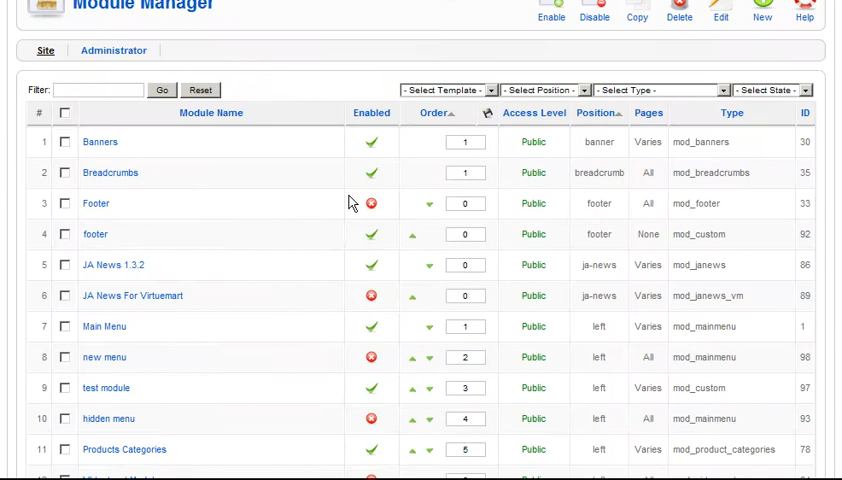 Module Manager
Enable Disable Copy Delete Edit New Help
Site Administrator
Filter: Go Reset - Select Template - - Select Position - - Select Type - - Select State -
# Module Name Enabled Order Access Level Position Pages Type ID
1 Banners 1 Public banner Varies mod_banners 30
2 Breadcrumbs 1 Public breadcrumb All mod_breadcrumbs 35
3 Footer 0 Public footer All mod_footer 33
4 footer 0 Public footer None mod_custom 92
5 JA News 1.3.2 0 Public ja-news Varies mod_janews 86
6 JA News For Virtuemart 0 Public ja-news Varies mod_janews_vm 89
7 Main Menu 1 Public left Varies mod_mainmenu 1
8 new menu 2 Public left All mod_mainmenu 98
9 test module 3 Public left Varies mod_custom 97
10 hidden menu 4 Public left All mod_mainmenu 93
11 Products Categories 5 Public left Varies mod_product_categories 78